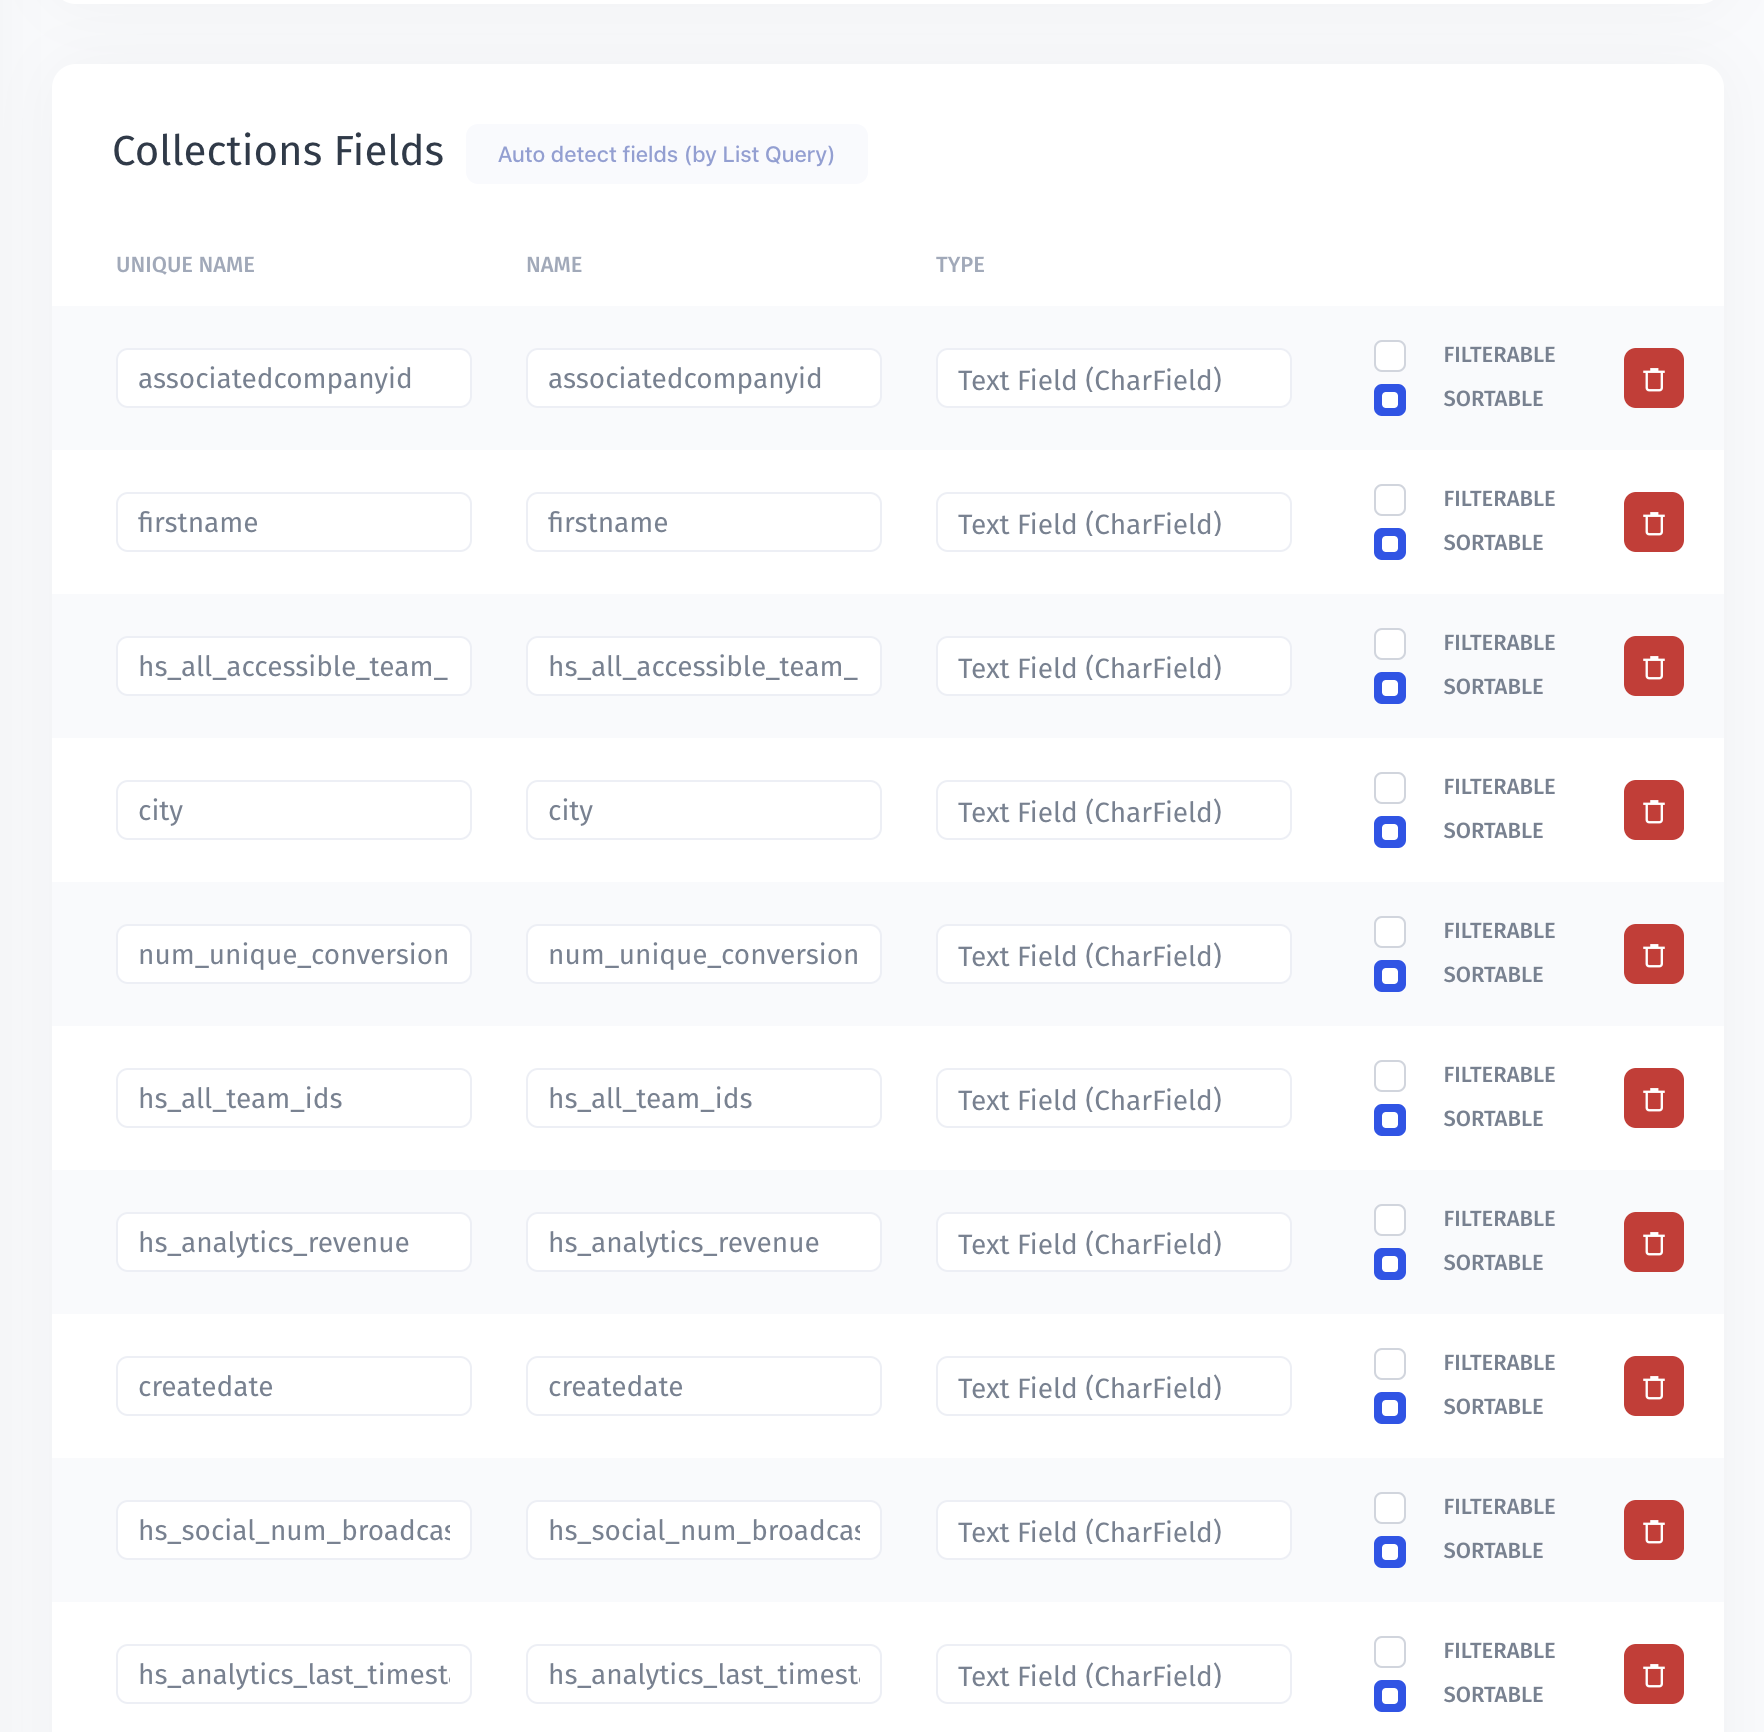 Collections Fields Auto detect fields (by List Query)
UNIQUE NAME NAME TYPE
associatedcompanyid associatedcompanyid Text Field (CharField) FILTERABLE
SORTABLE
firstname firstname Text Field (CharField) FILTERABLE
SORTABLE
hs_all_accessible_team_ hs_all_accessible_team_ Text Field (CharField) FILTERABLE
SORTABLE
city city Text Field (CharField) FILTERABLE
SORTABLE
num_unique_conversion num_unique_conversion Text Field (CharField) FILTERABLE
SORTABLE
hs_all_team_ids hs_all_team_ids Text Field (CharField) FILTERABLE
SORTABLE
hs_analytics_revenue hs_analytics_revenue Text Field (CharField) FILTERABLE
SORTABLE
createdate createdate Text Field (CharField) FILTERABLE
SORTABLE
hs_social_num_broadcas hs_social_num_broadcas Text Field (CharField) FILTERABLE
SORTABLE
hs_analytics_last_timesta hs_analytics_last_timesta Text Field (CharField) FILTERABLE
SORTABLE